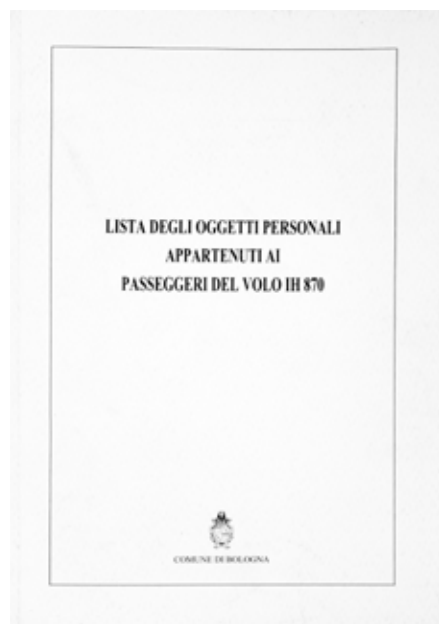 LISTA DEGLI OGGETTI PERSONALI
APPARTENUTI AI
PASSEGGERI DEL VOLO IH 870
COMUNE DI BOLOGNA